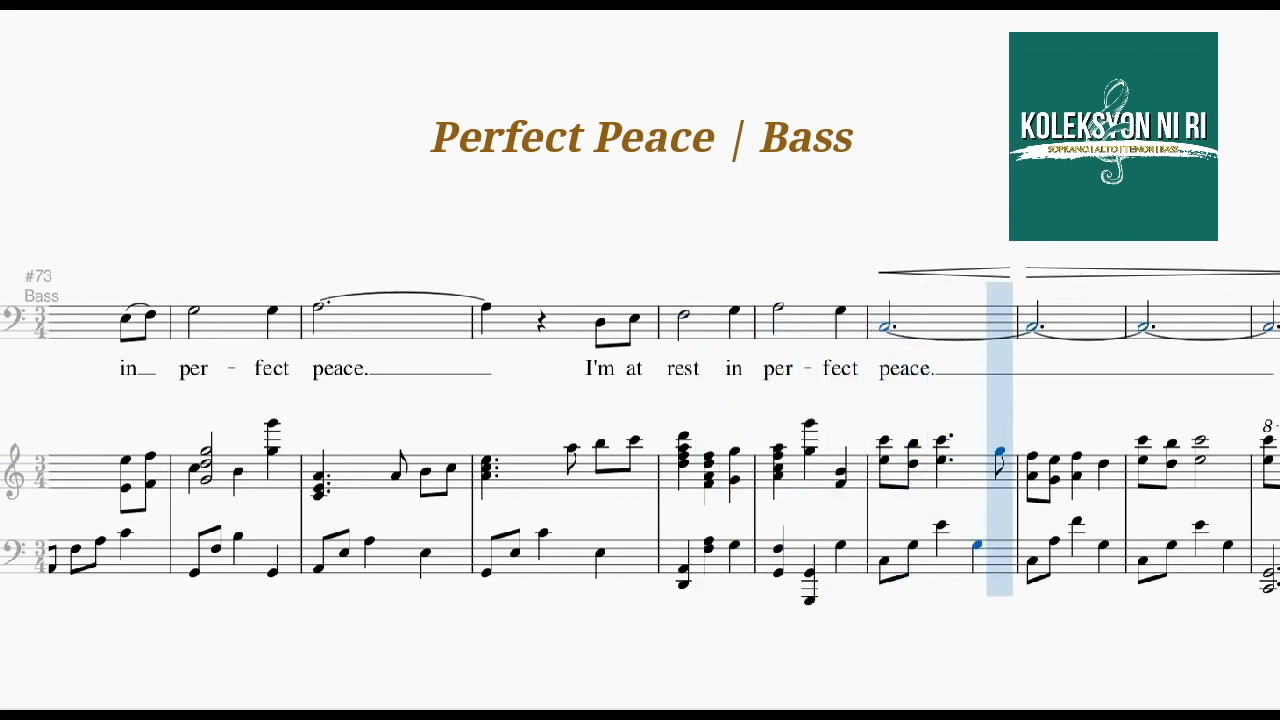 Perfect Peace | Bass
KOLEKSYON NI RI
SOPRANO | ALTO | TENOR | BASS
#73
Bass
in per - fect peace. I'm at rest in per - fect peace.
8-